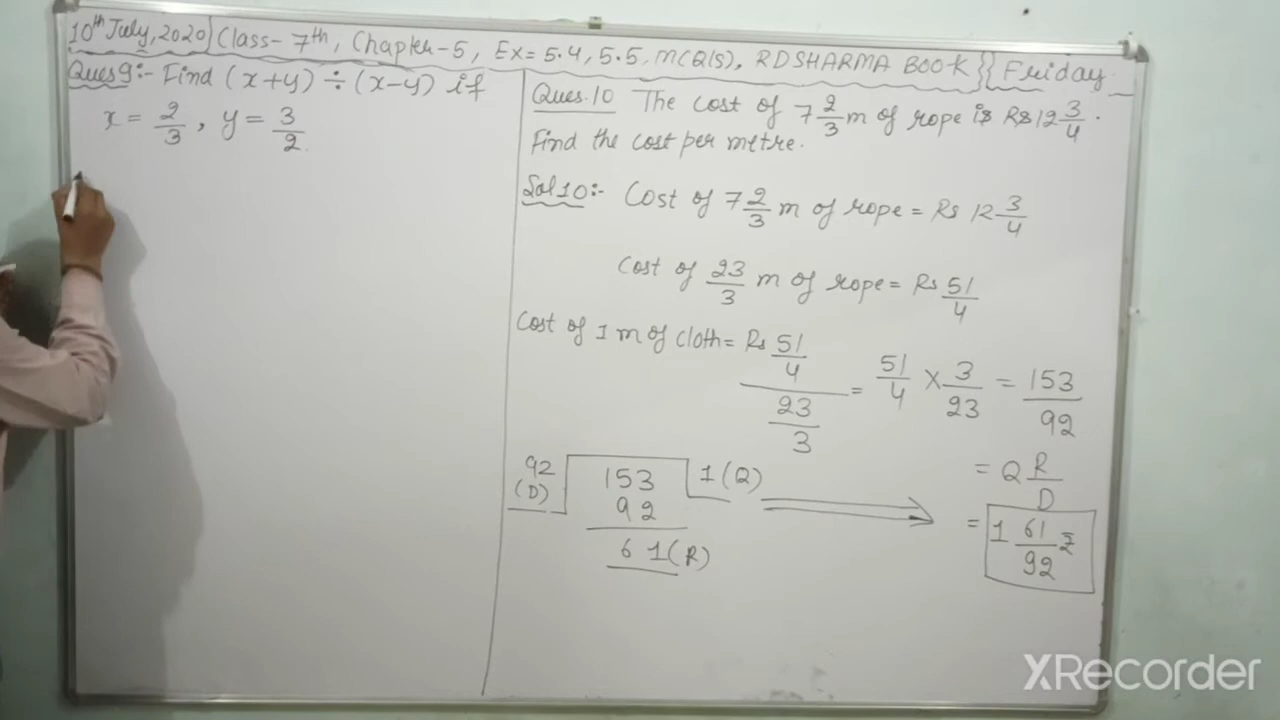 10th July, 2020 | Class- 7th, Chapter-5, Ex= 5.4, 5.5, MCQ(S), RD SHARMA BOOK } { Friday
Ques 9:- Find (x+y) ÷ (x-y) if
x = 2/3, y = 3/2
Ques. 10 The cost of 7 2/3 m of rope is Rs 12 3/4.
Find the cost per metre.
Sol 10:- Cost of 7 2/3 m of rope = Rs 12 3/4
Cost of 23/3 m of rope = Rs 51/4
Cost of 1 m of cloth = Rs 51/4 / 23/3 = 51/4 × 3/23 = 153/92
= Q R/D
= 1 61/92 ₹
92 (D) 153 1 (Q)
92
6 1 (R)
XRecorder